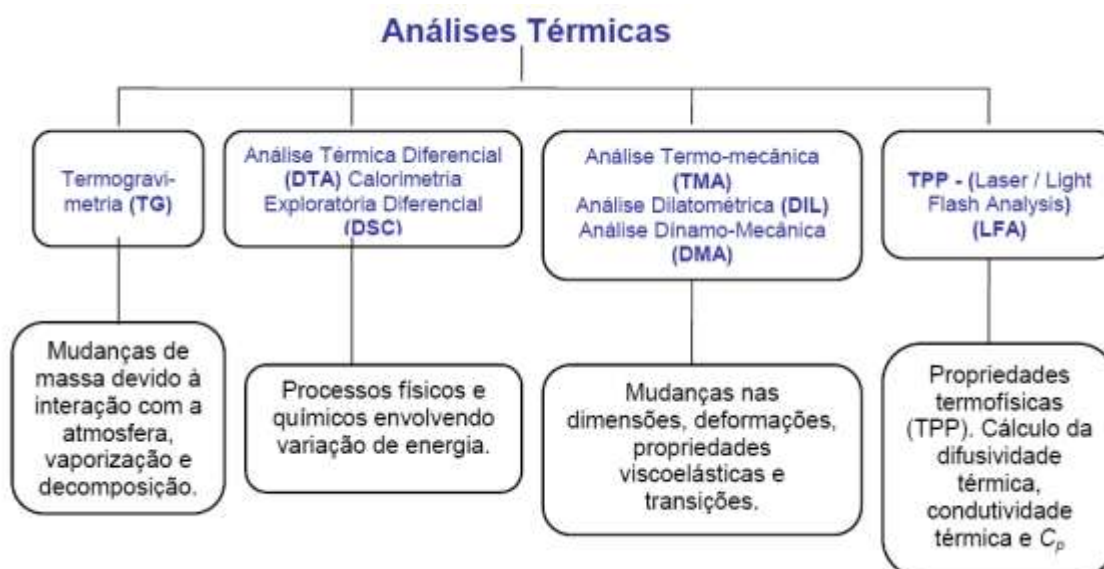 Análises Térmicas
Termogravi-
metria (TG)
Análise Térmica Diferencial
(DTA) Calorimetria
Exploratória Diferencial
(DSC)
Análise Termo-mecânica
(TMA)
Análise Dilatométrica (DIL)
Análise Dínamo-Mecânica
(DMA)
TPP - (Laser / Light
Flash Analysis)
(LFA)
Mudanças de
massa devido à
interação com a
atmosfera,
vaporização e
decomposição.
Processos físicos e
químicos envolvendo
variação de energia.
Mudanças nas
dimensões, deformações,
propriedades
viscoelásticas e
transições.
Propriedades
termofísicas
(TPP). Cálculo da
difusividade
térmica,
condutividade
térmica e Cp